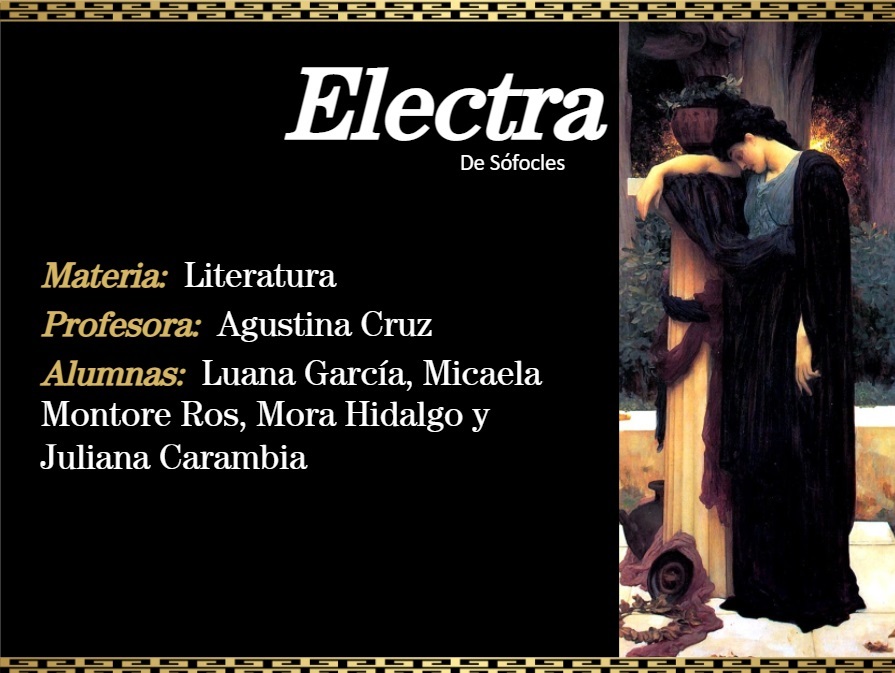 Electra
De Sófocles
Materia: Literatura
Profesora: Agustina Cruz
Alumnas: Luana García, Micaela
Montore Ros, Mora Hidalgo y
Juliana Carambia